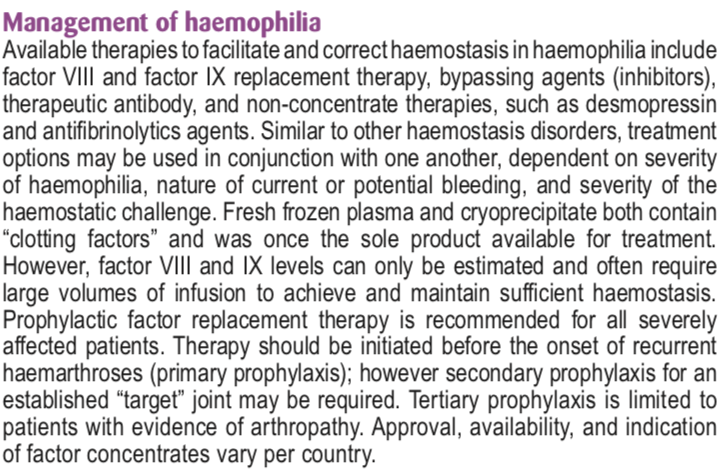 Management of haemophilia
Available therapies to facilitate and correct haemostasis in haemophilia include
factor VIII and factor IX replacement therapy, bypassing agents (inhibitors),
therapeutic antibody, and non-concentrate therapies, such as desmopressin
and antifibrinolytics agents. Similar to other haemostasis disorders, treatment
options may be used in conjunction with one another, dependent on severity
of haemophilia, nature of current or potential bleeding, and severity of the
haemostatic challenge. Fresh frozen plasma and cryoprecipitate both contain
“clotting factors” and was once the sole product available for treatment.
However, factor VIII and IX levels can only be estimated and often require
large volumes of infusion to achieve and maintain sufficient haemostasis.
Prophylactic factor replacement therapy is recommended for all severely
affected patients. Therapy should be initiated before the onset of recurrent
haemarthroses (primary prophylaxis); however secondary prophylaxis for an
established “target” joint may be required. Tertiary prophylaxis is limited to
patients with evidence of arthropathy. Approval, availability, and indication
of factor concentrates vary per country.